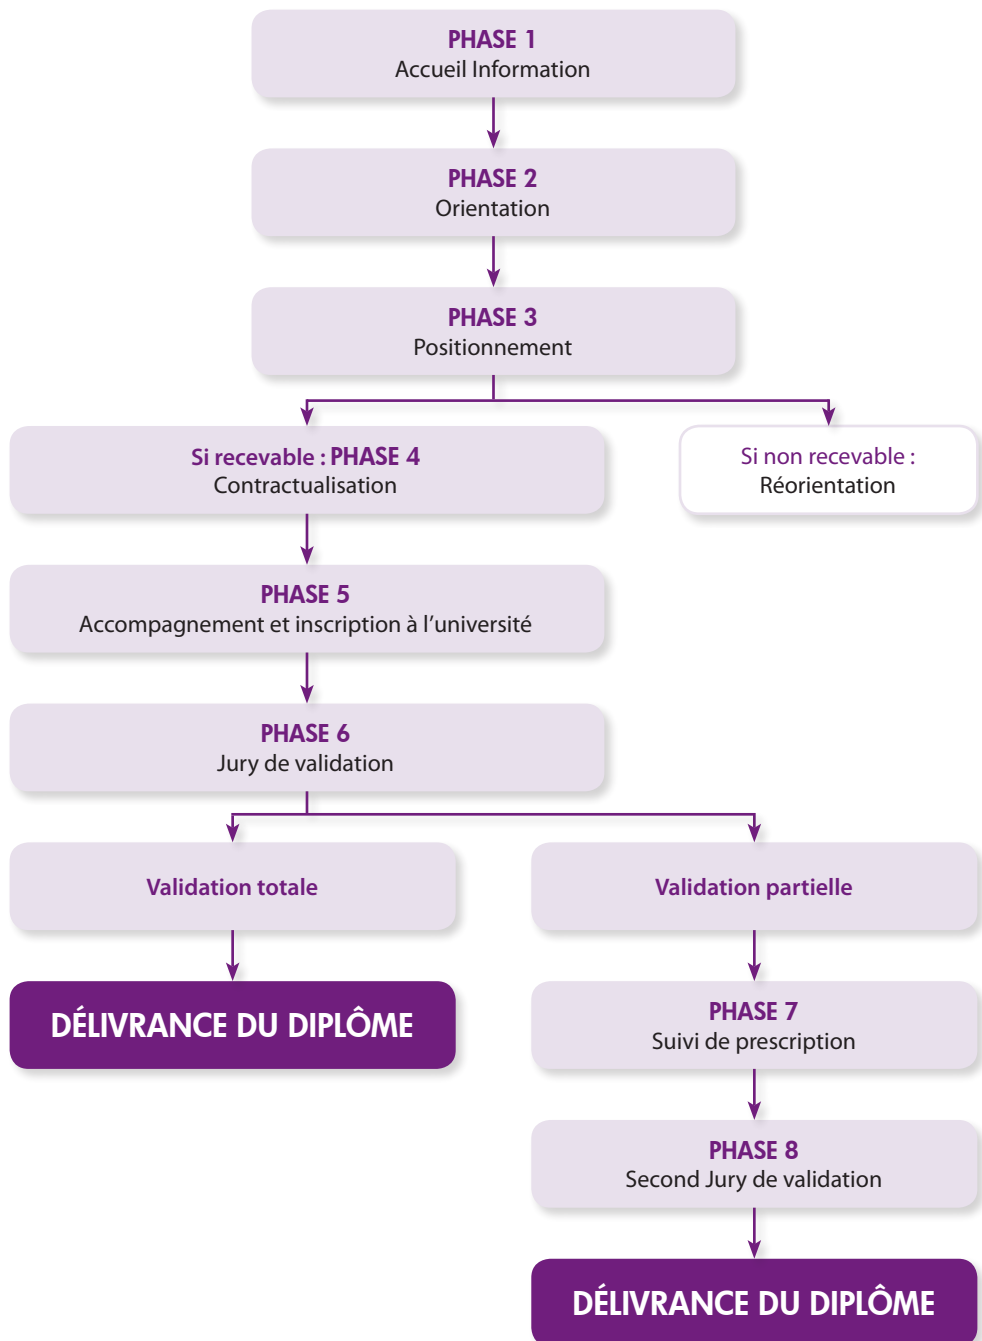 PHASE 1
Accueil Information
PHASE 2
Orientation
PHASE 3
Positionnement
Si recevable : PHASE 4
Contractualisation
Si non recevable :
Réorientation
PHASE 5
Accompagnement et inscription à l’université
PHASE 6
Jury de validation
Validation totale
Validation partielle
DÉLIVRANCE DU DIPLÔME
PHASE 7
Suivi de prescription
PHASE 8
Second Jury de validation
DÉLIVRANCE DU DIPLÔME